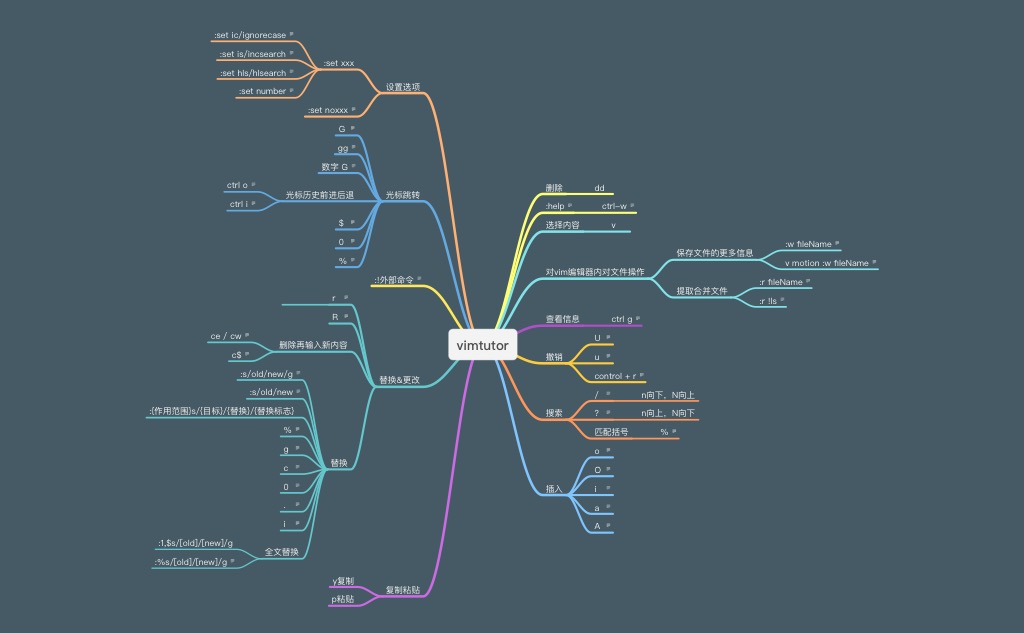 vimtutor
设置选项
:set xxx
:set ic/ignorecase
:set is/incsearch
:set hls/hlsearch
:set number
:set noxxx
光标跳转
G
gg
数字 G
光标历史前进后退
ctrl o
ctrl i
$
0
%
:!外部命令
替换&更改
r
R
删除再输入新内容
ce / cw
c$
替换
:s/old/new/g
:s/old/new
:{作用范围}s/{目标}/{替换}/{替换标志}
%
g
c
0
.
i
全文替换
:1,$s/[old]/[new]/g
:%s/[old]/[new]/g
复制粘贴
y复制
p粘贴
删除 dd
:help ctrl-w
选择内容 v
对vim编辑器内对文件操作
保存文件的更多信息
:w fileName
v motion :w fileName
提取合并文件
:r fileName
:r !ls
查看信息 ctrl g
撤销
U
u
control + r
搜索
/ n向下，N向上
? n向上，N向下
匹配括号 %
插入
o
O
i
a
A